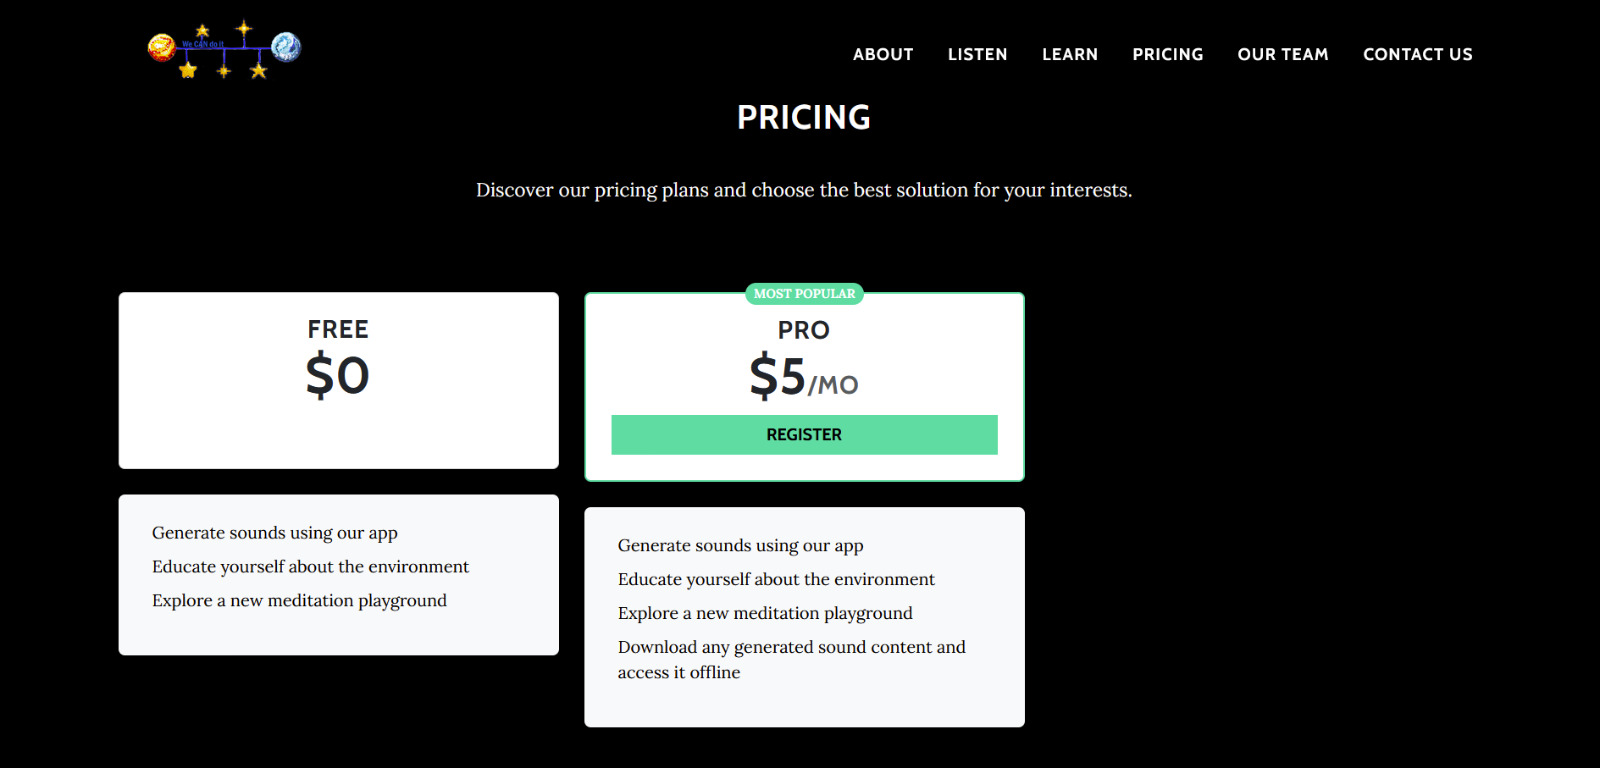 We CAN do it
ABOUT LISTEN LEARN PRICING OUR TEAM CONTACT US
PRICING
Discover our pricing plans and choose the best solution for your interests.
FREE
$0
Generate sounds using our app
Educate yourself about the environment
Explore a new meditation playground
MOST POPULAR
PRO
$5/MO
REGISTER
Generate sounds using our app
Educate yourself about the environment
Explore a new meditation playground
Download any generated sound content and
access it offline